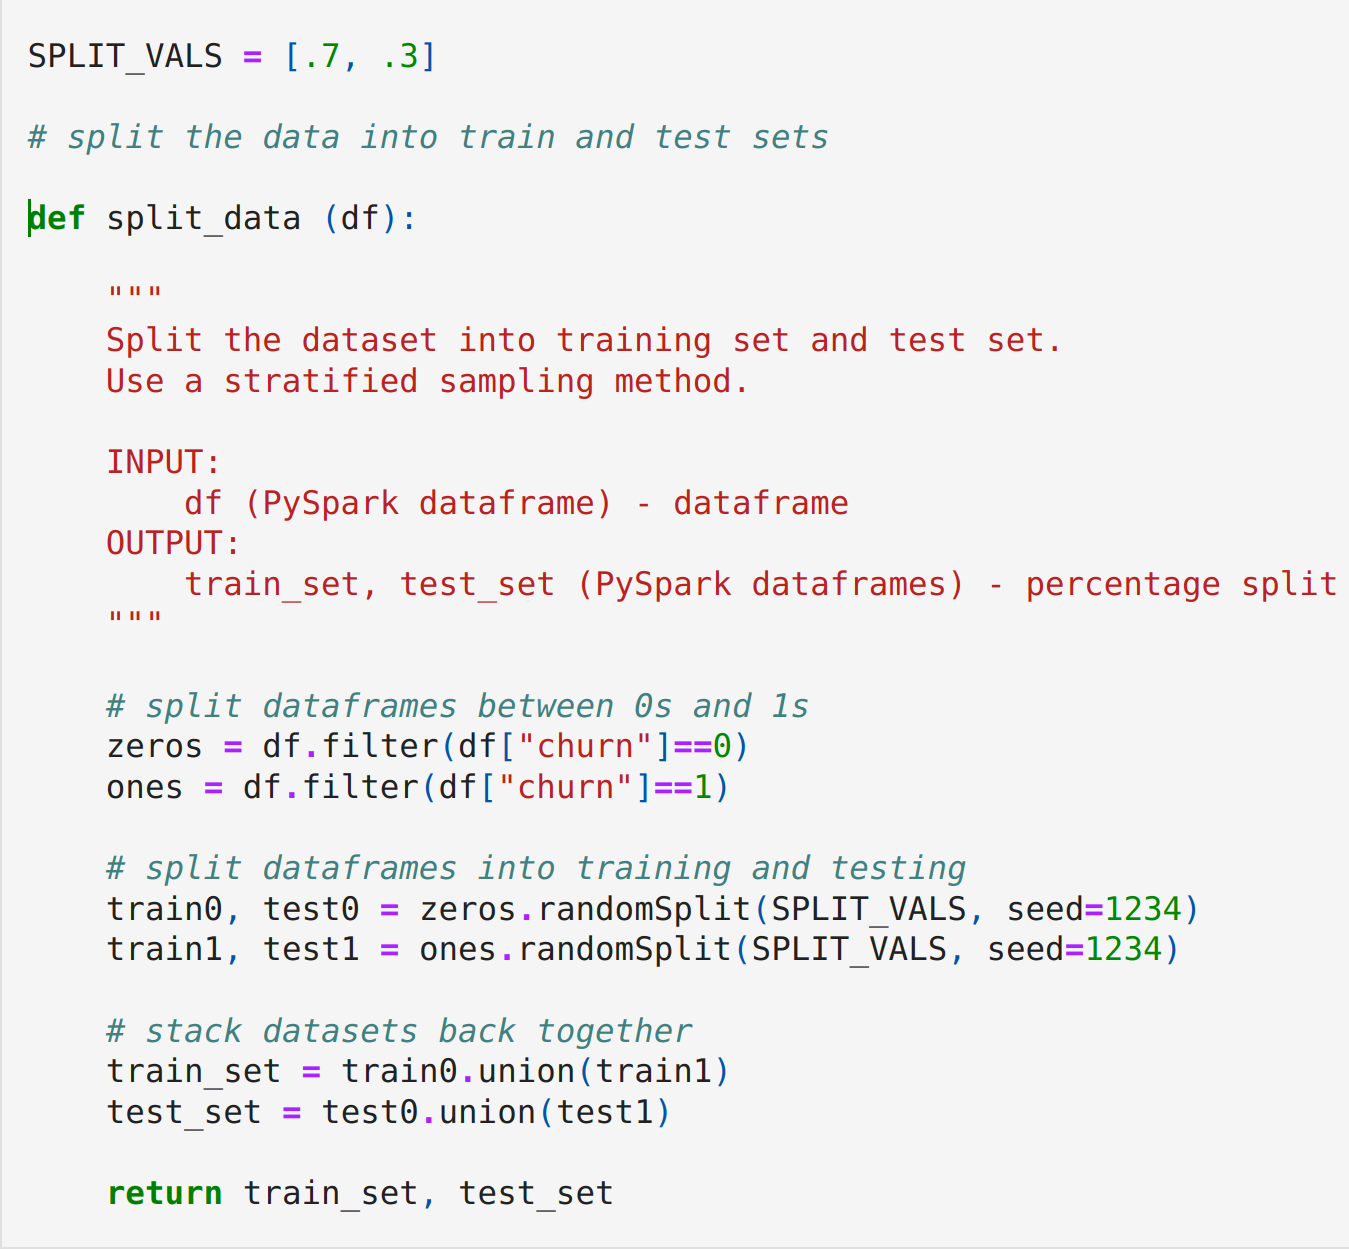 SPLIT_VALS = [.7, .3]
# split the data into train and test sets
def split_data (df):
"""
Split the dataset into training set and test set.
Use a stratified sampling method.
INPUT:
df (PySpark dataframe) - dataframe
OUTPUT:
train_set, test_set (PySpark dataframes) - percentage split
"""
# split dataframes between 0s and 1s
zeros = df.filter(df["churn"]==0)
ones = df.filter(df["churn"]==1)
# split dataframes into training and testing
train0, test0 = zeros.randomSplit(SPLIT_VALS, seed=1234)
train1, test1 = ones.randomSplit(SPLIT_VALS, seed=1234)
# stack datasets back together
train_set = train0.union(train1)
test_set = test0.union(test1)
return train_set, test_set